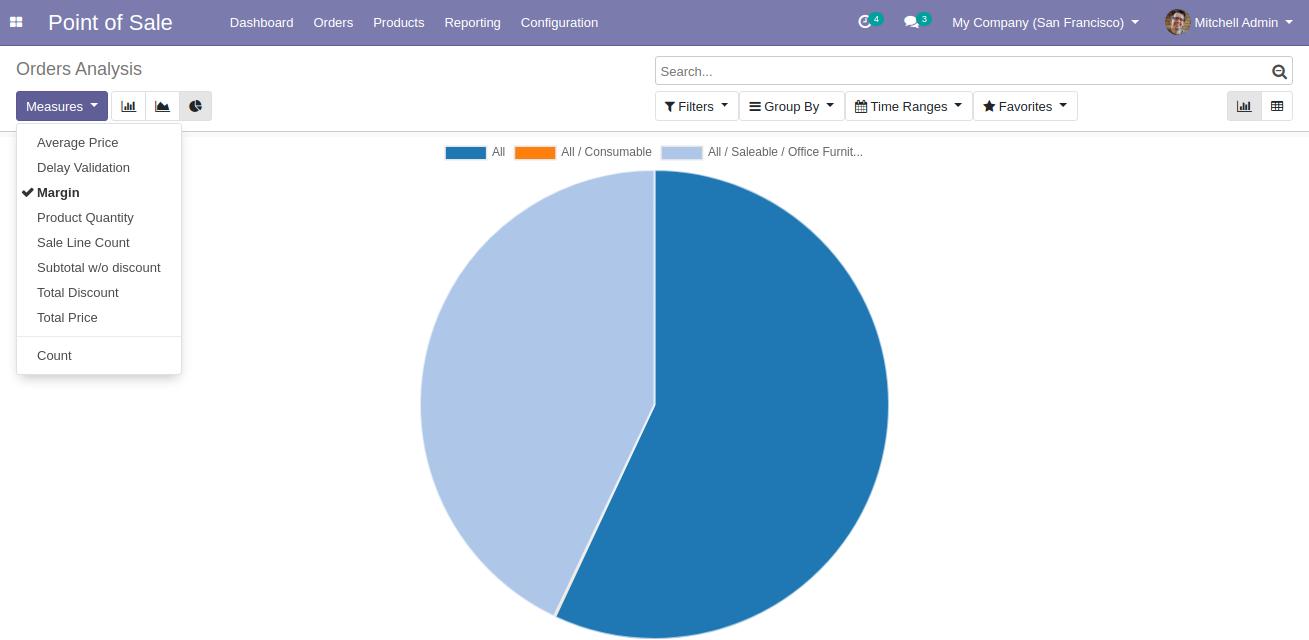 Point of Sale Dashboard Orders Products Reporting Configuration 4 3 My Company (San Francisco) Mitchell Admin
Orders Analysis Search...
Measures Filters Group By Time Ranges Favorites
Average Price
Delay Validation
Margin
Product Quantity
Sale Line Count
Subtotal w/o discount
Total Discount
Total Price
Count
All All / Consumable All / Saleable / Office Furnit...